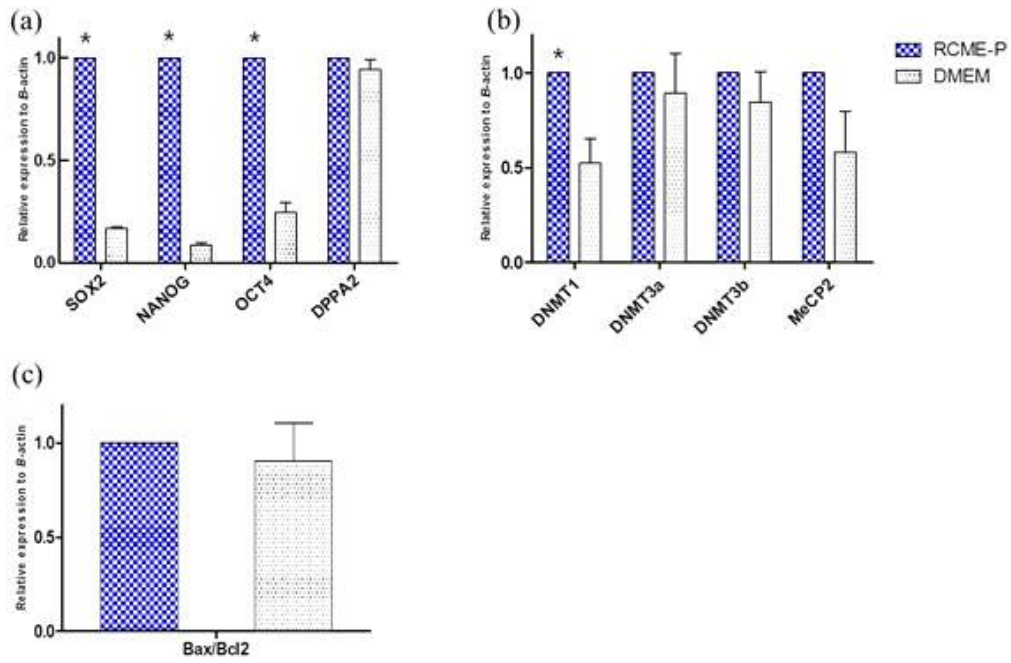 (a)
Relative expression to B-actin
1.0
0.5
0.0
*
*
*
SOX2
NANOG
OCT4
DPPA2
(b)
Relative expression to B-actin
1.0
0.5
0.0
*
DNMT1
DNMT3a
DNMT3b
MeCP2
RCME-P
DMEM
(c)
Relative expression to B-actin
1.0
0.5
0.0
Bax/Bcl2